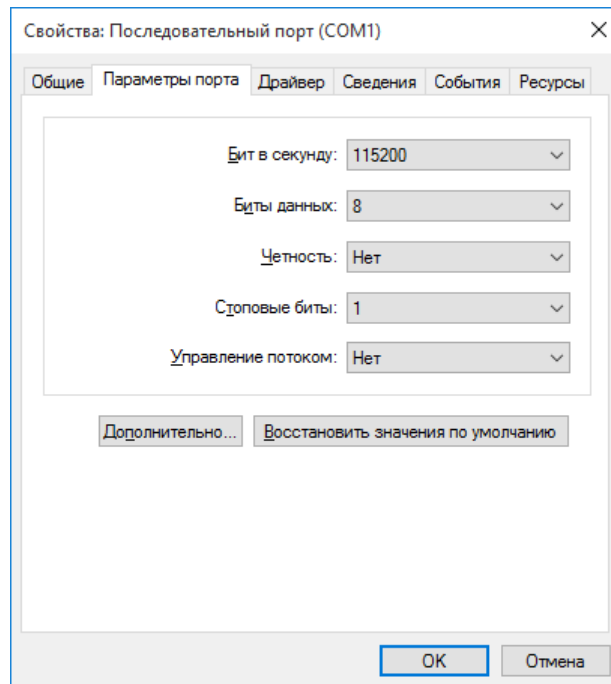 Свойства: Последовательный порт (COM1)
Общие Параметры порта Драйвер Сведения События Ресурсы
Бит в секунду: 115200
Биты данных: 8
Четность: Нет
Стоповые биты: 1
Управление потоком: Нет
Дополнительно... Восстановить значения по умолчанию
OK Отмена